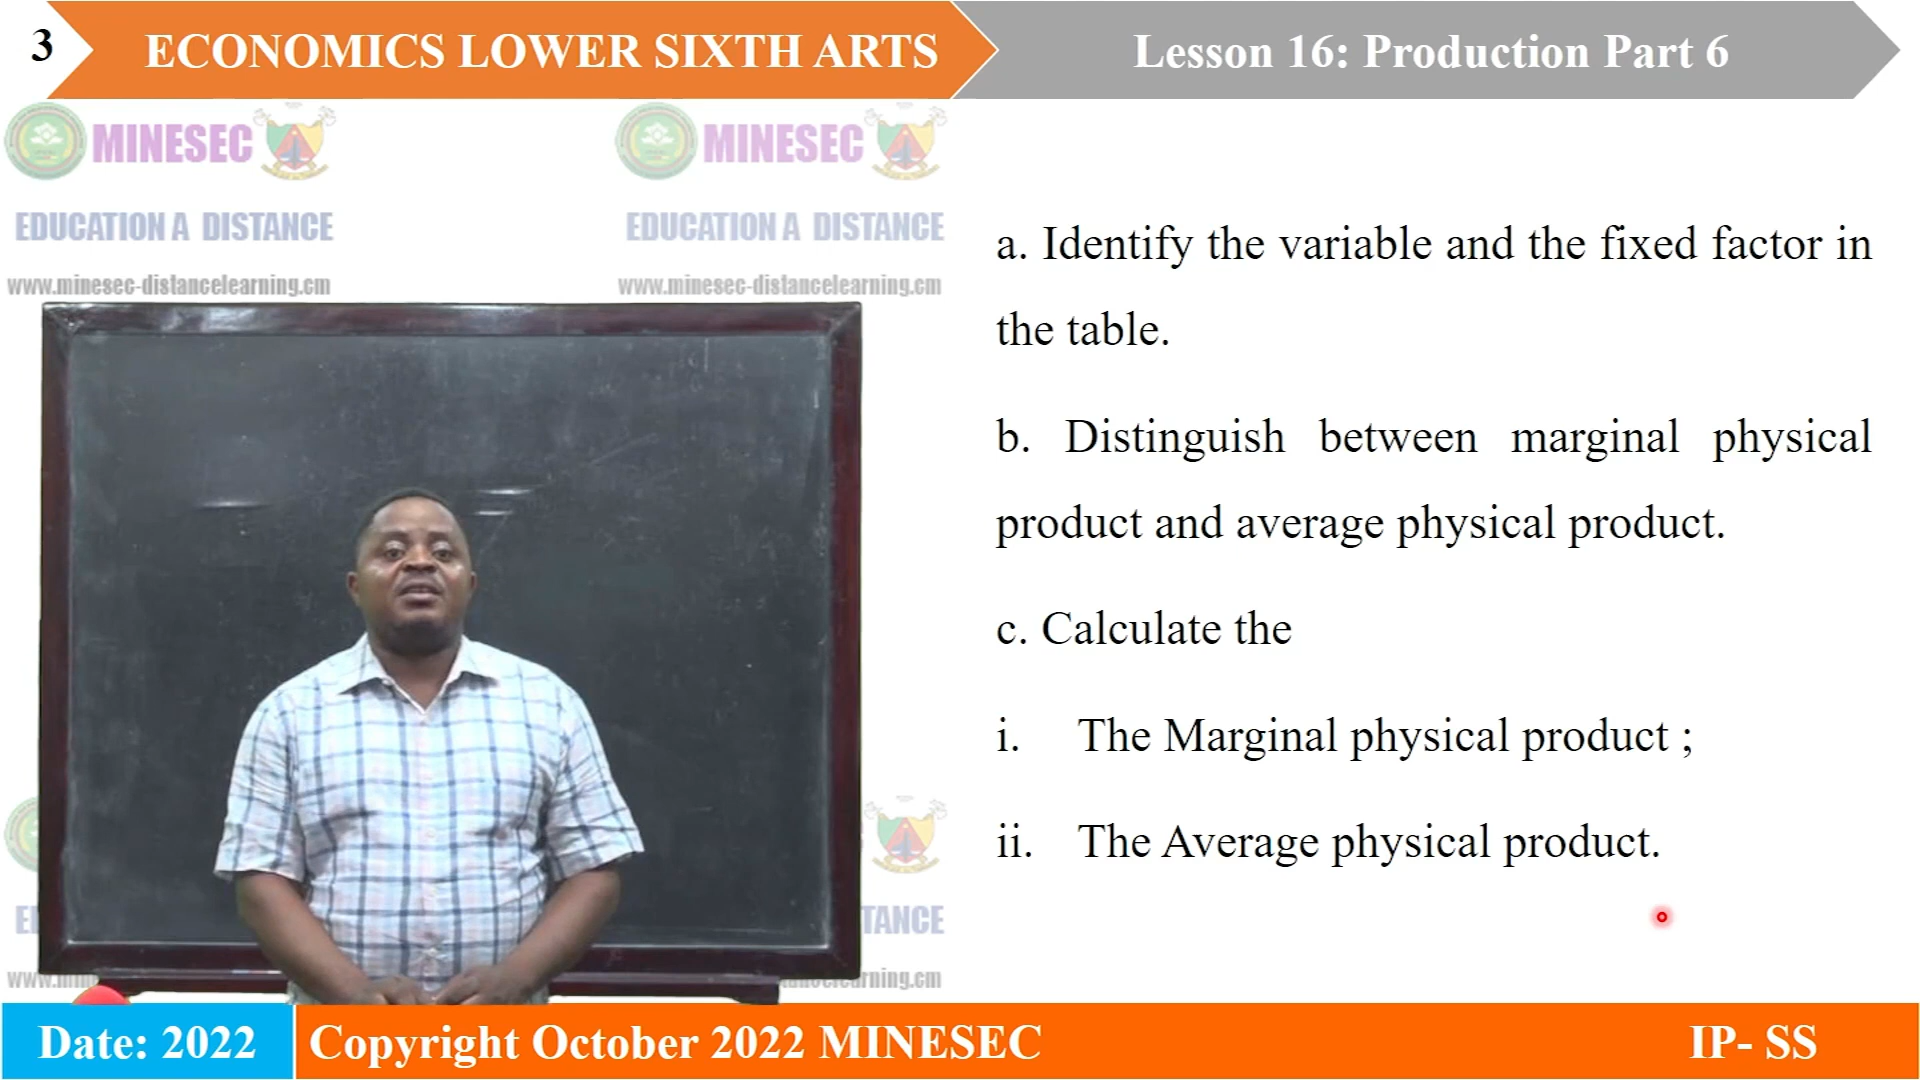 3
ECONOMICS LOWER SIXTH ARTS
Lesson 16: Production Part 6
MINESEC
MINESEC
EDUCATION A DISTANCE
EDUCATION A DISTANCE
www.minesec-distancelearning.cm
www.minesec-distancelearning.cm
a. Identify the variable and the fixed factor in
the table.
b. Distinguish between marginal physical
product and average physical product.
c. Calculate the
i. The Marginal physical product ;
ii. The Average physical product.
Date: 2022
Copyright October 2022 MINESEC
IP- SS